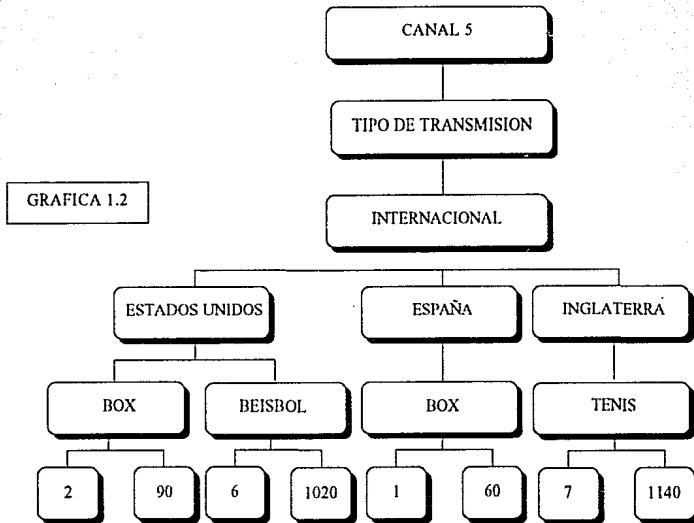 CANAL 5
TIPO DE TRANSMISION
GRAFICA 1.2
INTERNACIONAL
ESTADOS UNIDOS
ESPAÑA
INGLATERRA
BOX
BEISBOL
BOX
TENIS
2
90
6
1020
1
60
7
1140